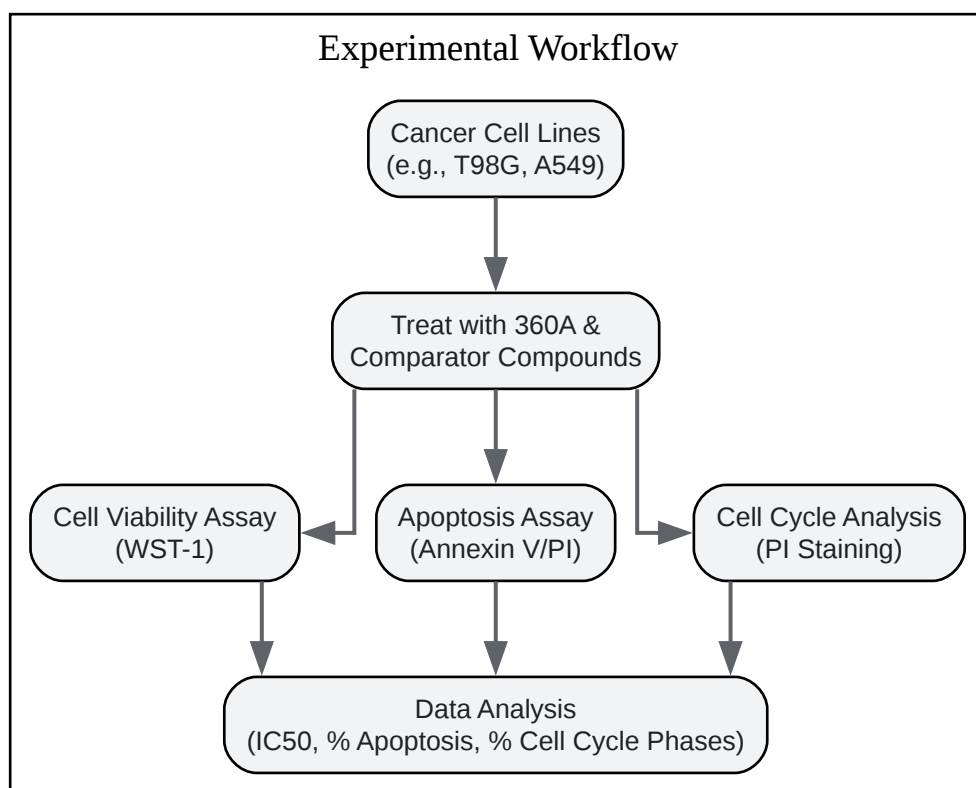 Experimental Workflow
Cancer Cell Lines
(e.g., T98G, A549)
Treat with 360A &
Comparator Compounds
Cell Viability Assay
(WST-1)
Apoptosis Assay
(Annexin V/PI)
Cell Cycle Analysis
(PI Staining)
Data Analysis
(IC50, % Apoptosis, % Cell Cycle Phases)